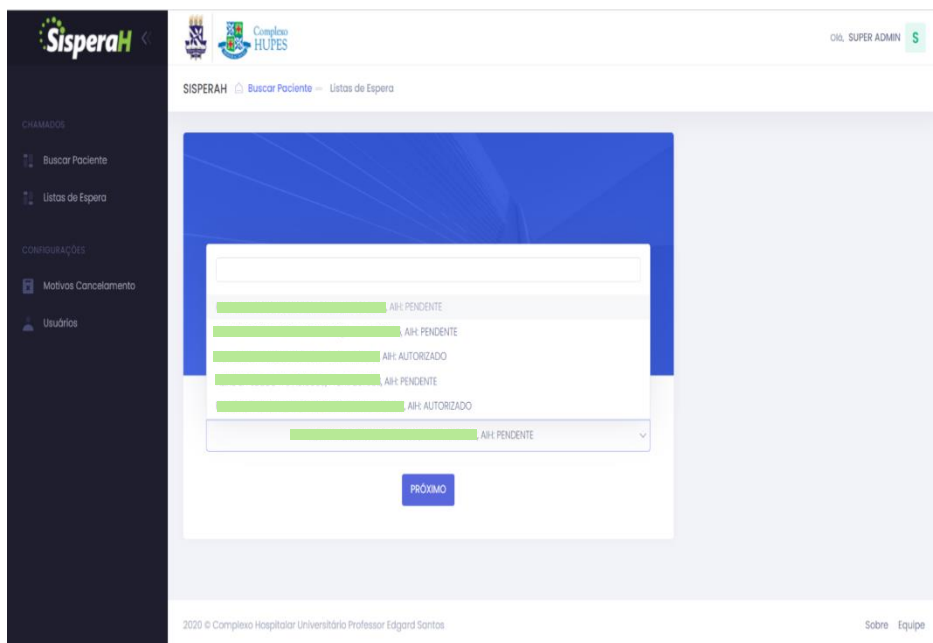 SisperaH
Complexo
HUPES
Olá, SUPER ADMIN S
SISPERAH Buscar Paciente Listas de Espera
CHAMADOS
Buscar Paciente
Listas de Espera
CONFIGURAÇÕES
Motivos Cancelamento
Usuários
, AIH: PENDENTE
, AIH: PENDENTE
AIH: AUTORIZADO
, AIH: PENDENTE
, AIH: AUTORIZADO
, AIH: PENDENTE
PRÓXIMO
2020 © Complexo Hospitalar Universitário Professor Edgard Santos
Sobre Equipe